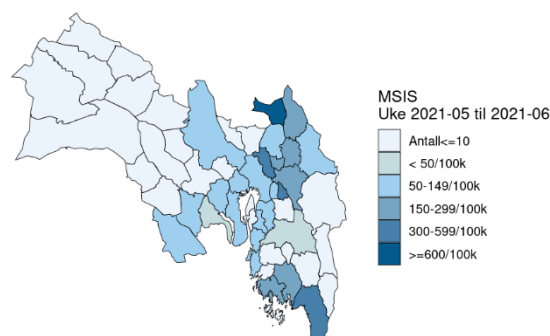 MSIS
Uke 2021-05 til 2021-06
Antall<=10
< 50/100k
50-149/100k
150-299/100k
300-599/100k
>=600/100k